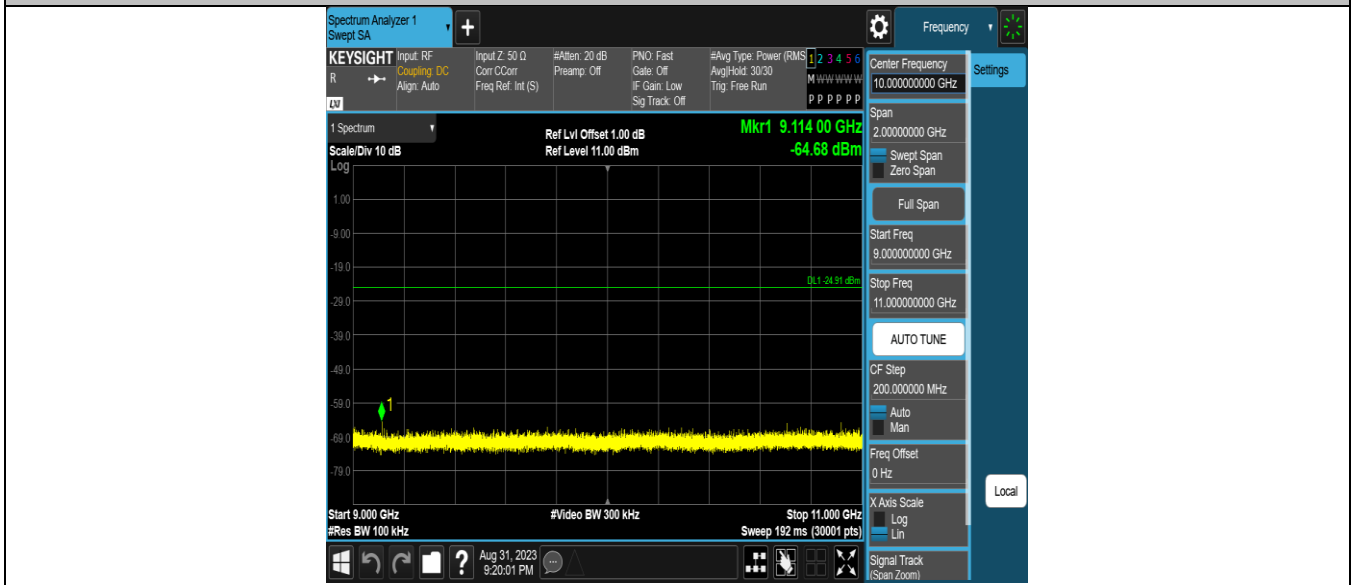 Spectrum Analyzer 1
Swept SA
+
Frequency
KEYSIGHT
R
LXI
Input: RF
Coupling: DC
Align: Auto
Input Z: 50 Ω
Corr CCorr
Freq Ref: Int (S)
#Atten: 20 dB
Preamp: Off
PNO: Fast
Gate: Off
IF Gain: Low
Sig Track: Off
#Avg Type: Power (RMS
Avg|Hold: 30/30
Trig: Free Run
1 2 3 4 5 6
M W W W W W
P P P P P P
1 Spectrum
Scale/Div 10 dB
Ref Lvl Offset 1.00 dB
Ref Level 11.00 dBm
Mkr1 9.114 00 GHz
-64.68 dBm
Log
1.00
-9.00
-19.0
DL1 -24.91 dBm
-29.0
-39.0
-49.0
-59.0
1
-69.0
-79.0
Start 9.000 GHz
#Video BW 300 kHz
Stop 11.000 GHz
#Res BW 100 kHz
Sweep 192 ms (30001 pts)
?
Aug 31, 2023
9:20:01 PM
Center Frequency
10.000000000 GHz
Settings
Span
2.00000000 GHz
Swept Span
Zero Span
Full Span
Start Freq
9.000000000 GHz
Stop Freq
11.000000000 GHz
AUTO TUNE
CF Step
200.000000 MHz
Auto
Man
Freq Offset
0 Hz
Local
X Axis Scale
Log
Lin
Signal Track
(Span Zoom)